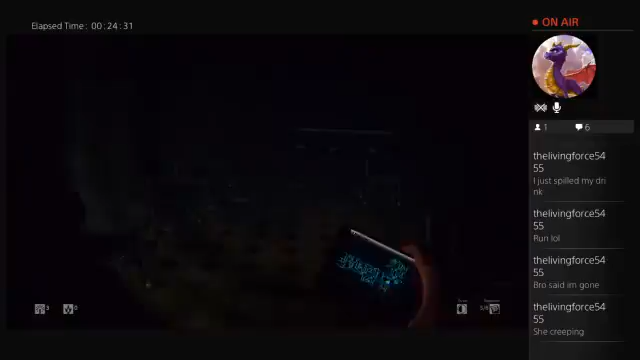 Elapsed Time : 00:24:31
ON AIR
1
6
thelivingforce54
55
I just spilled my dri
nk
thelivingforce54
55
Run lol
thelivingforce54
55
Bro said im gone
thelivingforce54
55
She creeping